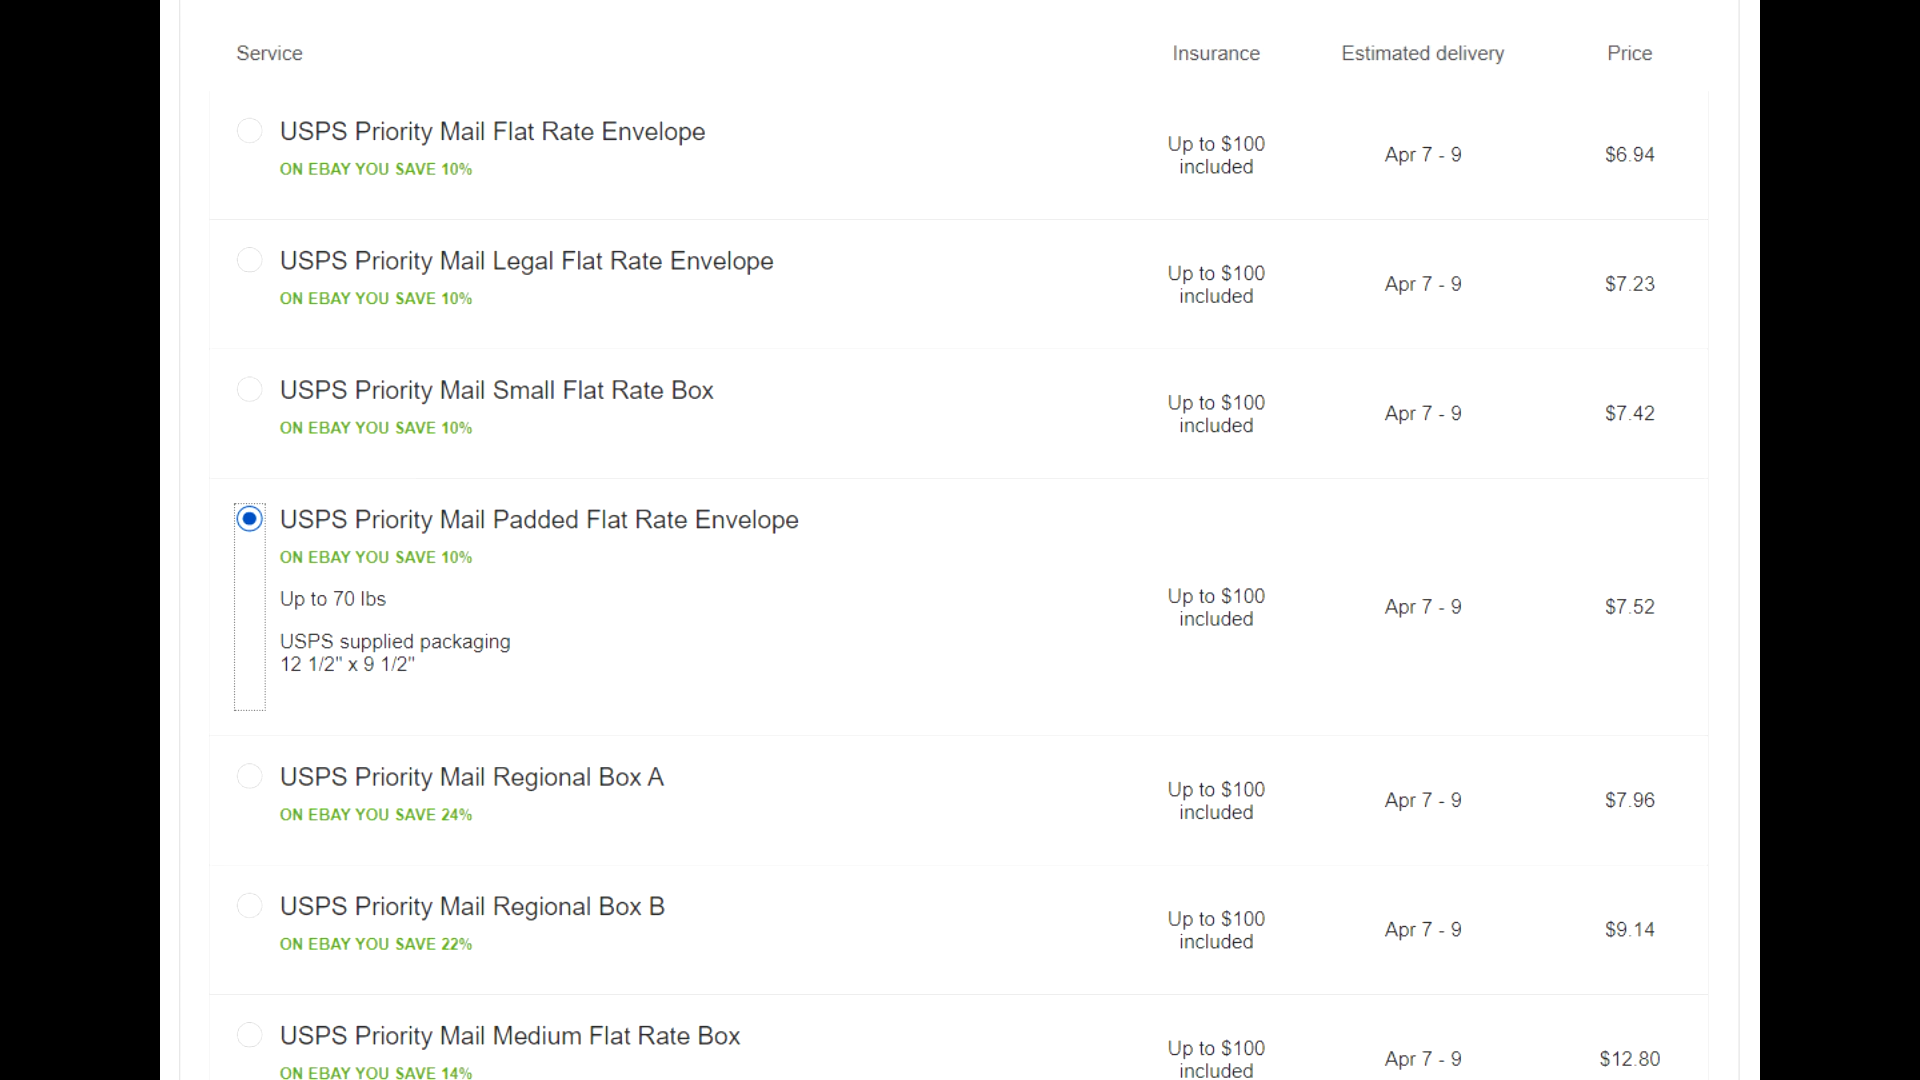 Service Insurance Estimated delivery Price
USPS Priority Mail Flat Rate Envelope
ON EBAY YOU SAVE 10%
Up to $100
included
Apr 7 - 9
$6.94
USPS Priority Mail Legal Flat Rate Envelope
ON EBAY YOU SAVE 10%
Up to $100
included
Apr 7 - 9
$7.23
USPS Priority Mail Small Flat Rate Box
ON EBAY YOU SAVE 10%
Up to $100
included
Apr 7 - 9
$7.42
USPS Priority Mail Padded Flat Rate Envelope
ON EBAY YOU SAVE 10%
Up to 70 lbs
USPS supplied packaging
12 1/2" x 9 1/2"
Up to $100
included
Apr 7 - 9
$7.52
USPS Priority Mail Regional Box A
ON EBAY YOU SAVE 24%
Up to $100
included
Apr 7 - 9
$7.96
USPS Priority Mail Regional Box B
ON EBAY YOU SAVE 22%
Up to $100
included
Apr 7 - 9
$9.14
USPS Priority Mail Medium Flat Rate Box
ON EBAY YOU SAVE 14%
Up to $100
included
Apr 7 - 9
$12.80